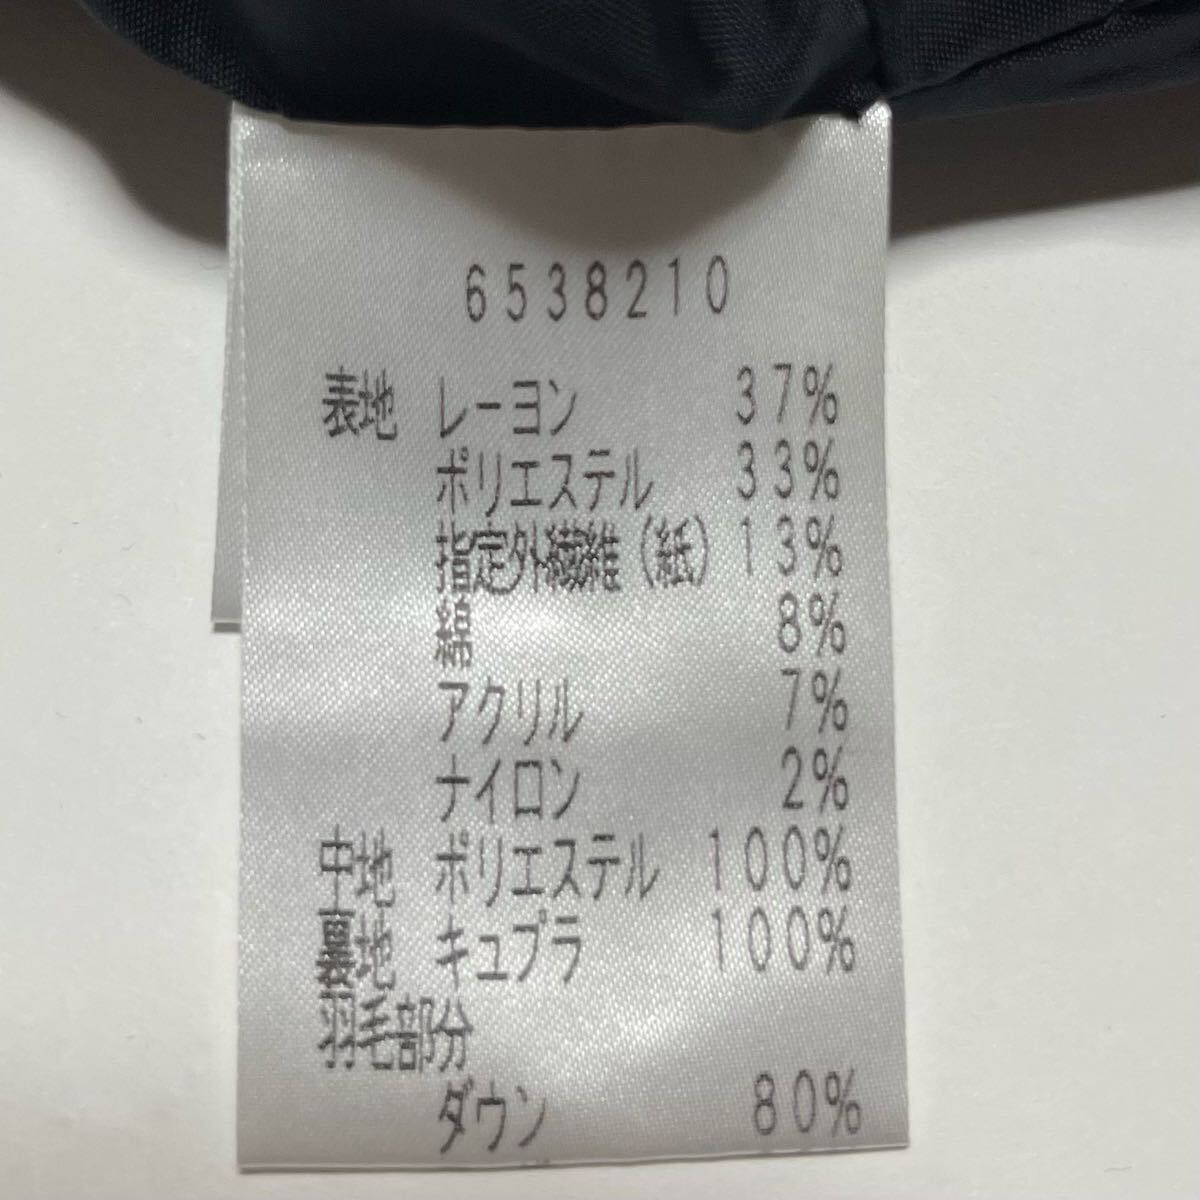 6538210
表地 レーヨン 37%
ポリエステル 33%
指定外繊維(紙) 13%
綿 8%
アクリル 7%
ナイロン 2%
中地 ポリエステル 100%
裏地 キュプラ 100%
羽毛部分
ダウン 80%